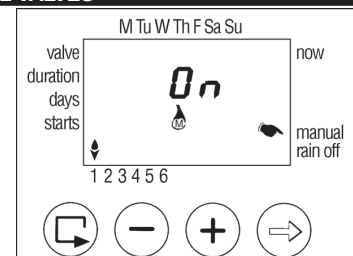 M Tu W Th F Sa Su
valve
duration
days
starts
now
On
M
manual
rain off
1 2 3 4 5 6